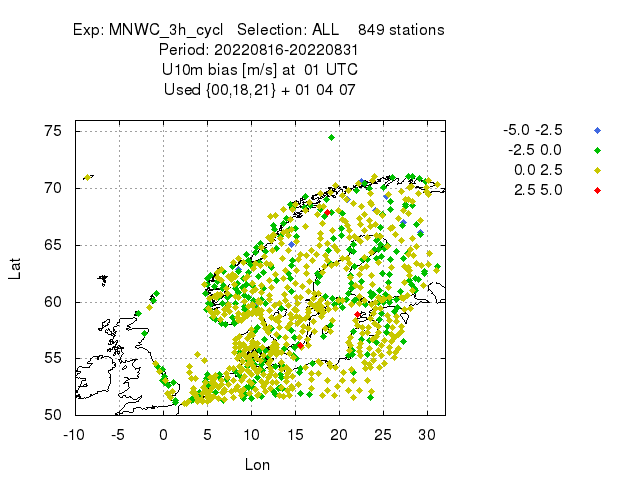 Exp: MNWC_3h_cycl   Selection: ALL    849 stations
Period: 20220816-20220831
U10m bias [m/s] at  01 UTC
Used {00,18,21} + 01 04 07
-5.0 -2.5
-2.5 0.0
0.0 2.5
2.5 5.0
75
70
65
60
55
50
Lat
-10 -5 0 5 10 15 20 25 30
Lon